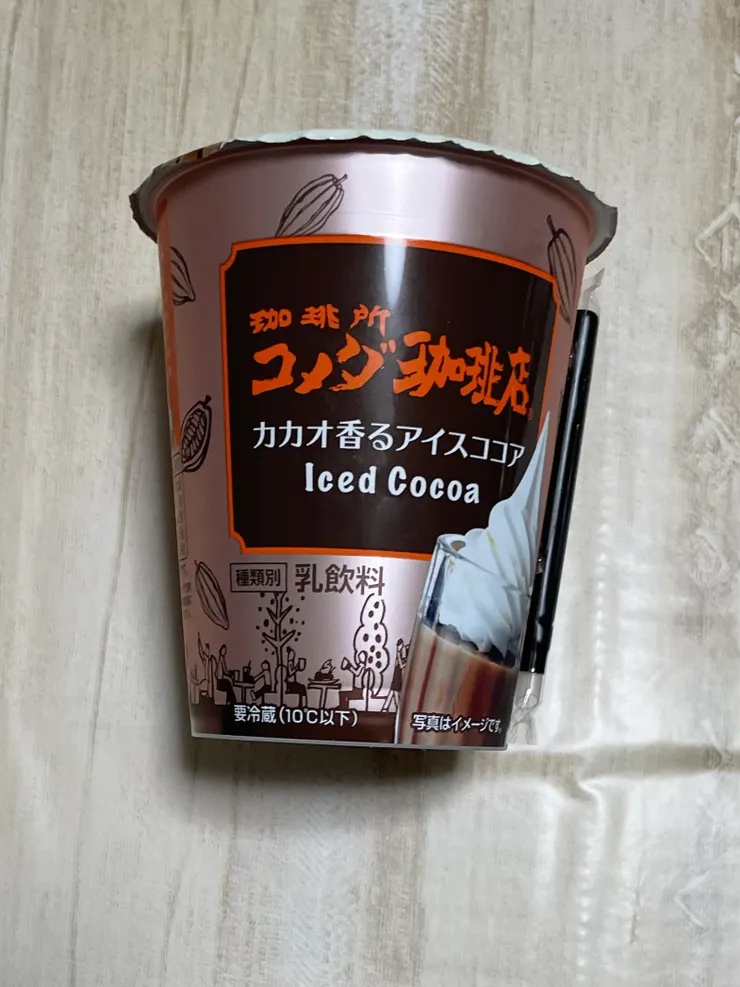 珈琲所
コメダ珈琲店®
カカオ香るアイスココア
Iced Cocoa
種類別 乳飲料
要冷蔵(10℃以下)
写真はイメージです。